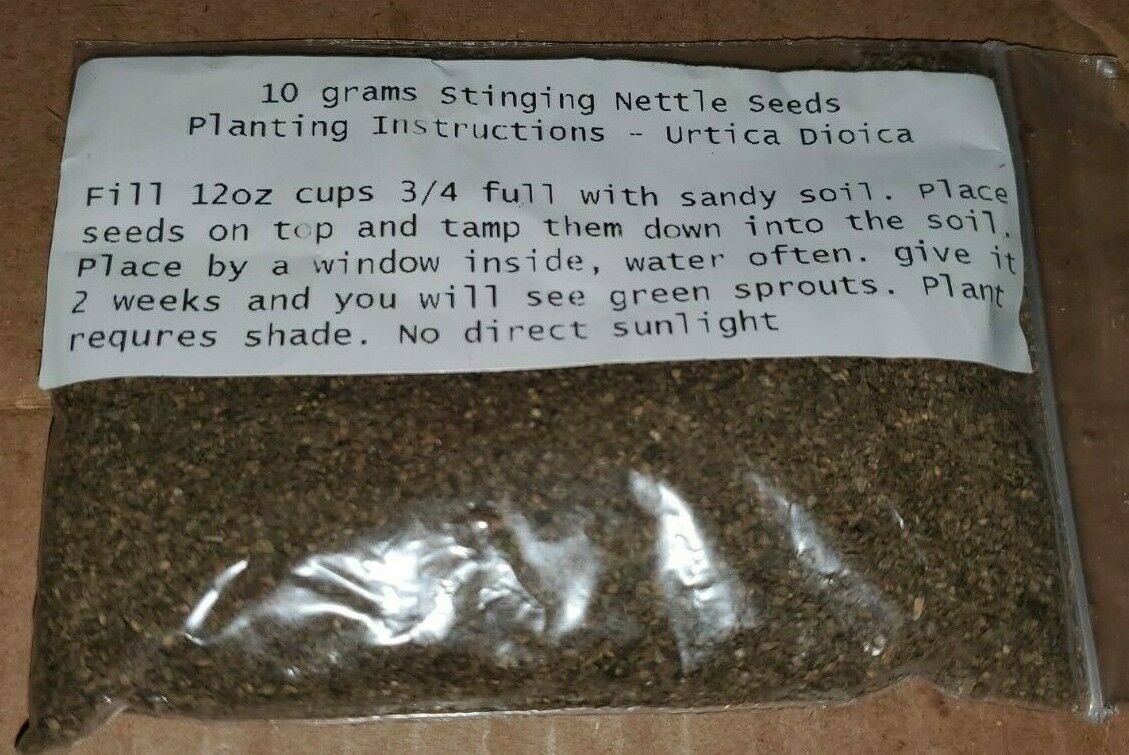 10 grams Stinging Nettle Seeds
Planting Instructions - Urtica Dioica
Fill 12oz cups 3/4 full with sandy soil. Place
seeds on top and tamp them down into the soil.
Place by a window inside, water often. give it
2 weeks and you will see green sprouts. Plant
requres shade. No direct sunlight